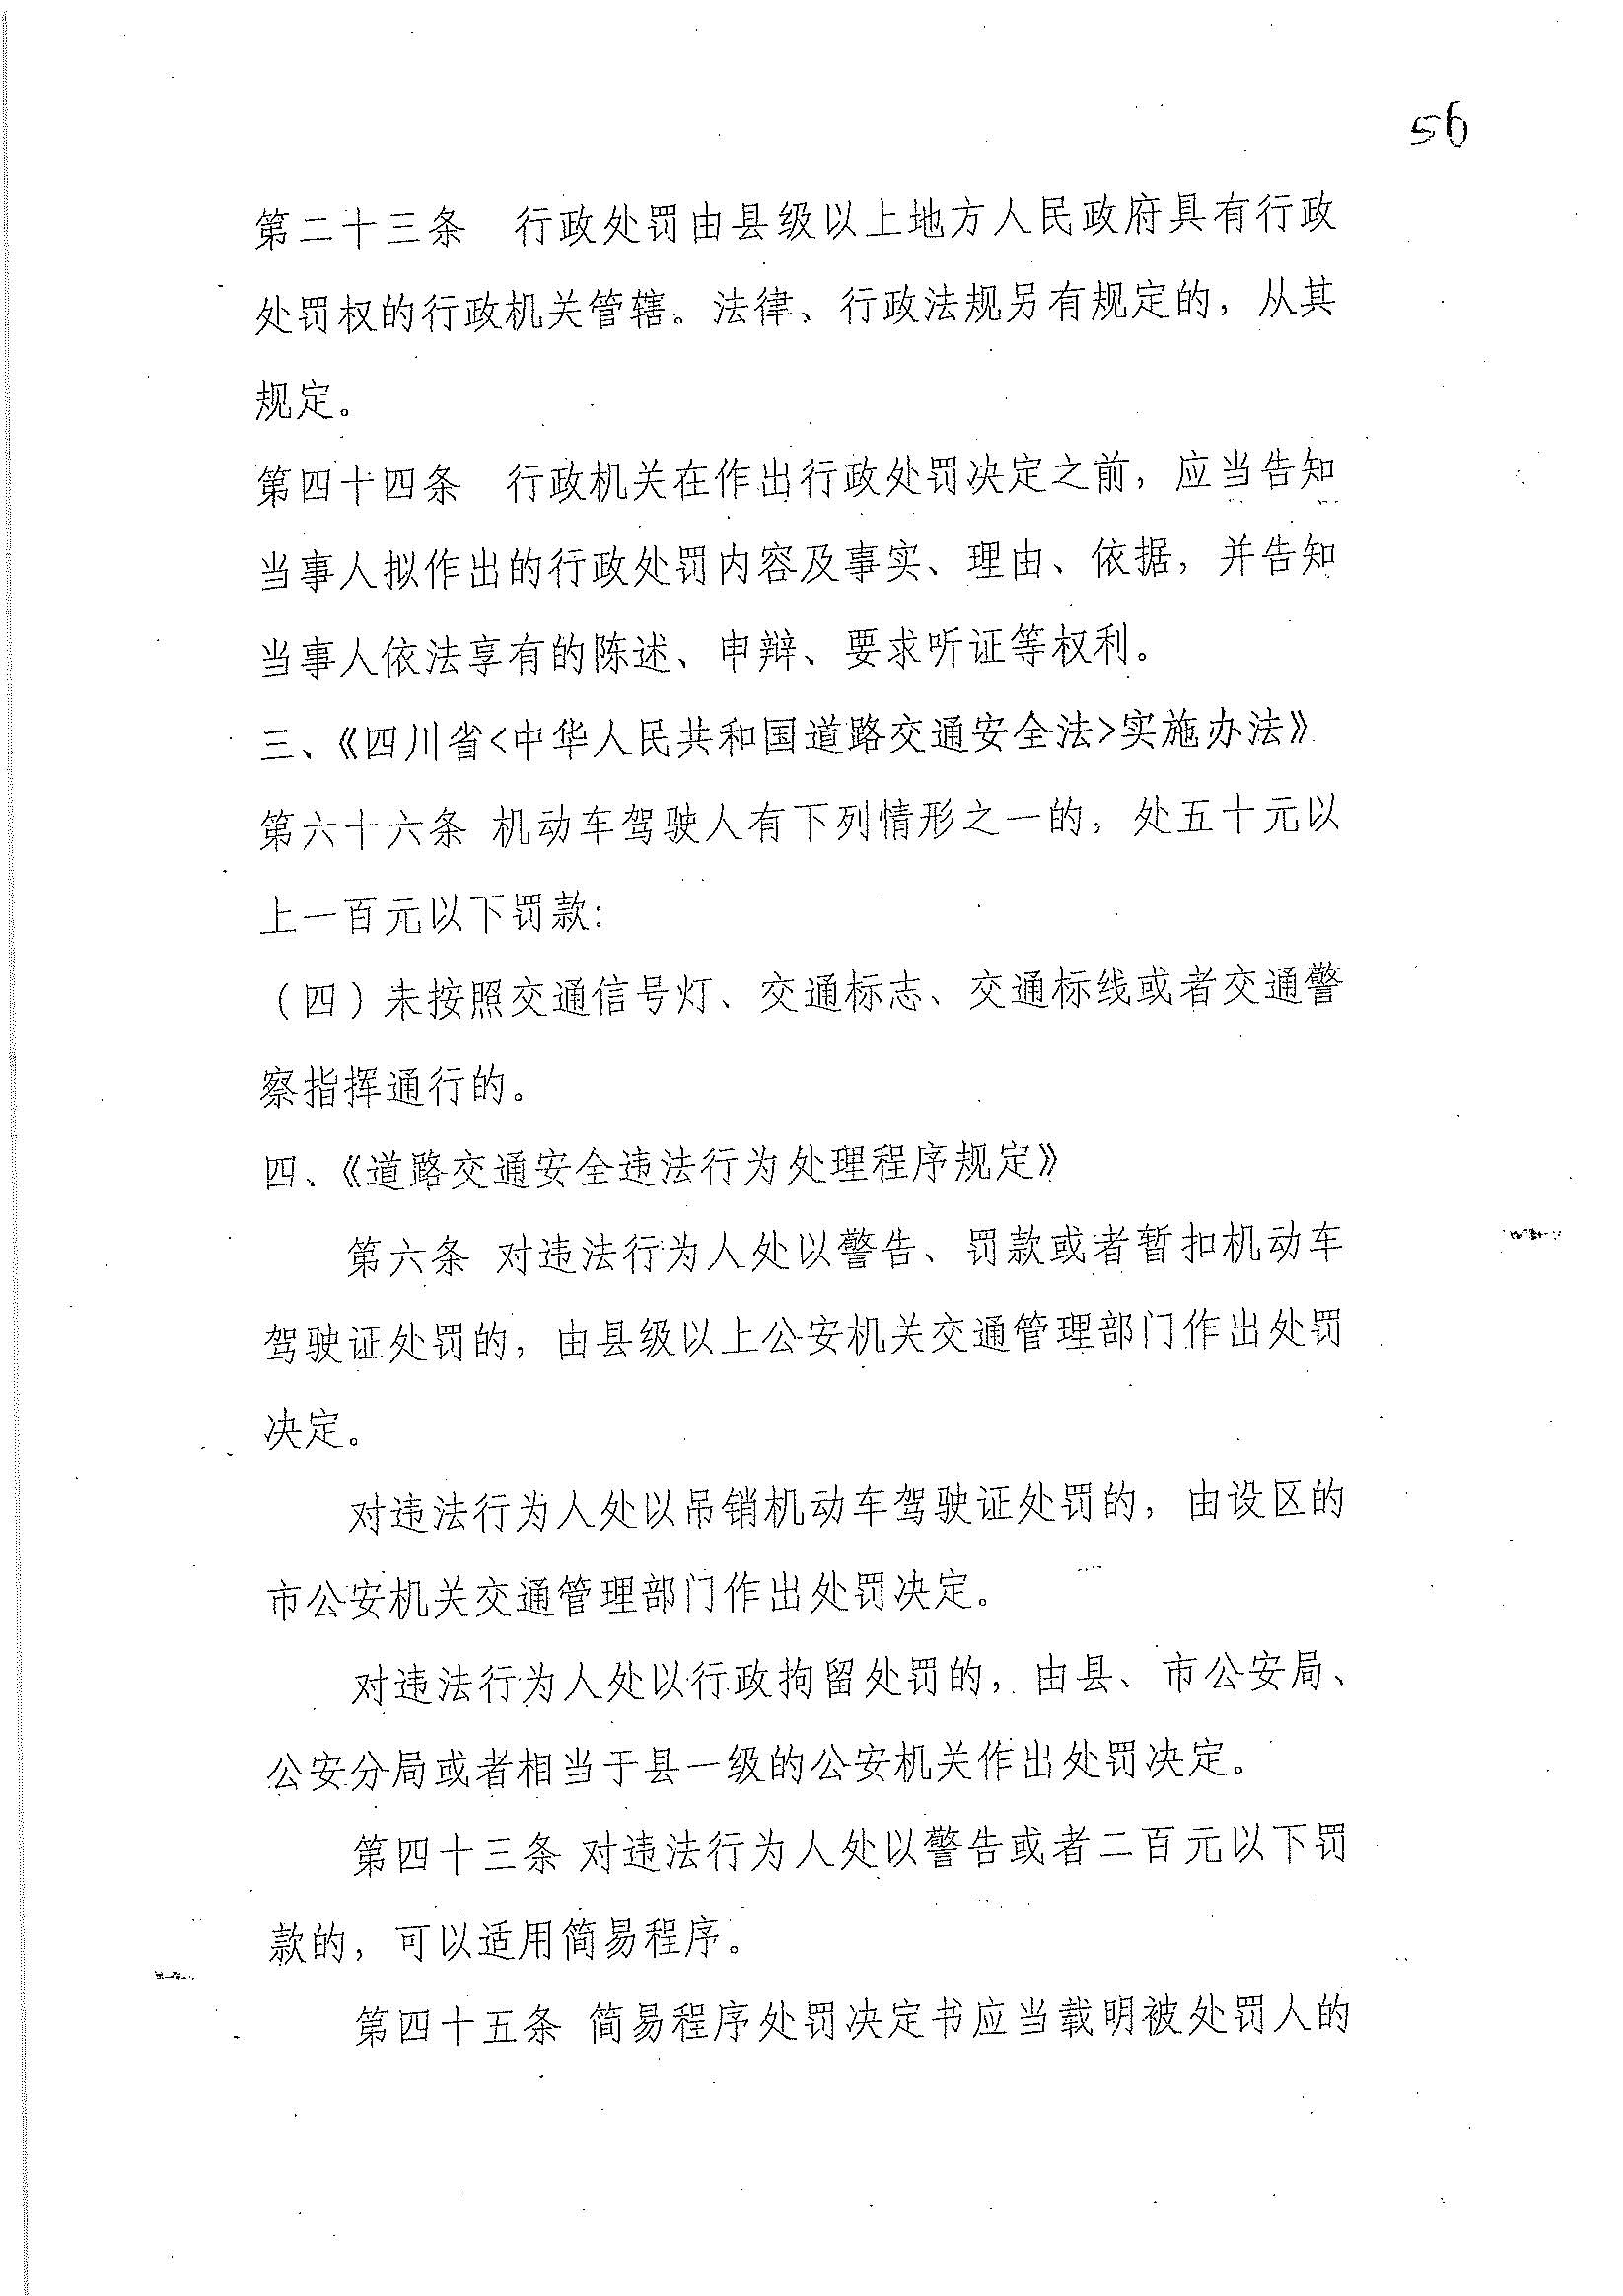 56
第二十三条　行政处罚由县级以上地方人民政府具有行政
处罚权的行政机关管辖。法律、行政法规另有规定的，从其
规定。
第四十四条　行政机关在作出行政处罚决定之前，应当告知
当事人拟作出的行政处罚内容及事实、理由、依据，并告知
当事人依法享有的陈述、申辩、要求听证等权利。
三、《四川省<中华人民共和国道路交通安全法>实施办法》
第六十六条 机动车驾驶人有下列情形之一的，处五十元以
上一百元以下罚款：
（四）未按照交通信号灯、交通标志、交通标线或者交通警
察指挥通行的。
四、《道路交通安全违法行为处理程序规定》
第六条 对违法行为人处以警告、罚款或者暂扣机动车
驾驶证处罚的，由县级以上公安机关交通管理部门作出处罚
决定。
对违法行为人处以吊销机动车驾驶证处罚的，由设区的
市公安机关交通管理部门作出处罚决定。
对违法行为人处以行政拘留处罚的，由县、市公安局、
公安分局或者相当于县一级的公安机关作出处罚决定。
第四十三条 对违法行为人处以警告或者二百元以下罚
款的，可以适用简易程序。
第四十五条 简易程序处罚决定书应当载明被处罚人的